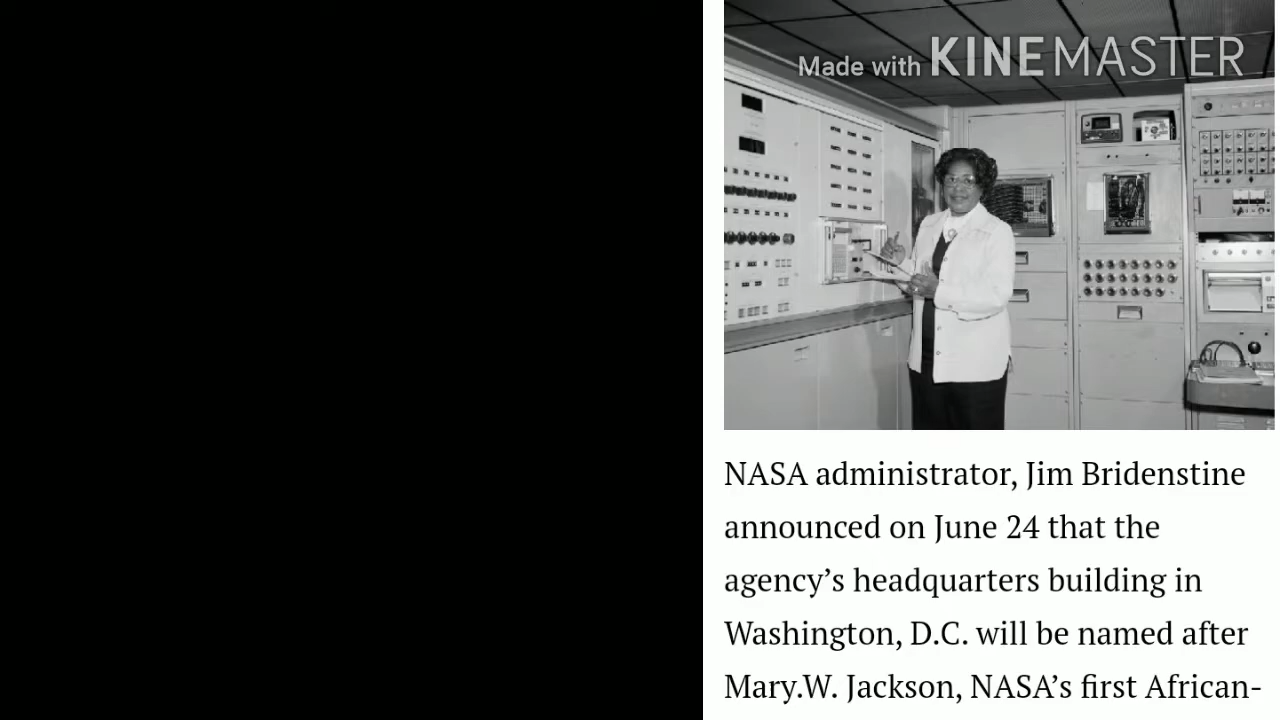 Made with KINEMASTER
NASA administrator, Jim Bridenstine
announced on June 24 that the
agency’s headquarters building in
Washington, D.C. will be named after
Mary.W. Jackson, NASA’s first African-